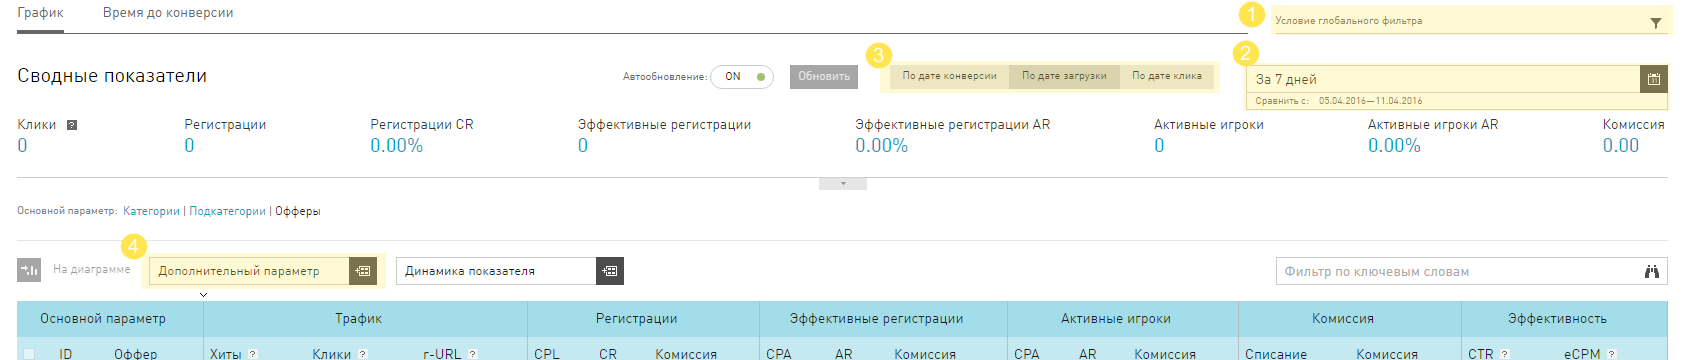 График Время до конверсии
1 Условие глобального фильтра
Сводные показатели
Автообновление: ON Обновить
3 По дате конверсии По дате загрузки По дате клика
2 За 7 дней 31
Сравнить с: 05.04.2016—11.04.2016
Клики ? Регистрации Регистрации CR Эффективные регистрации Эффективные регистрации AR Активные игроки Активные игроки AR Комиссия
0 0 0.00% 0 0.00% 0 0.00% 0.00
Основной параметр: Категории | Подкатегории | Офферы
4 На диаграмме Дополнительный параметр Динамика показателя Фильтр по ключевым словам
Основной параметр Трафик Регистрации Эффективные регистрации Активные игроки Комиссия Эффективность
ID Оффер Хиты ? Клики ? r-URL ? CPL CR Комиссия CPA AR Комиссия CPA AR Комиссия Списание Комиссия CTR ? eCPM ?